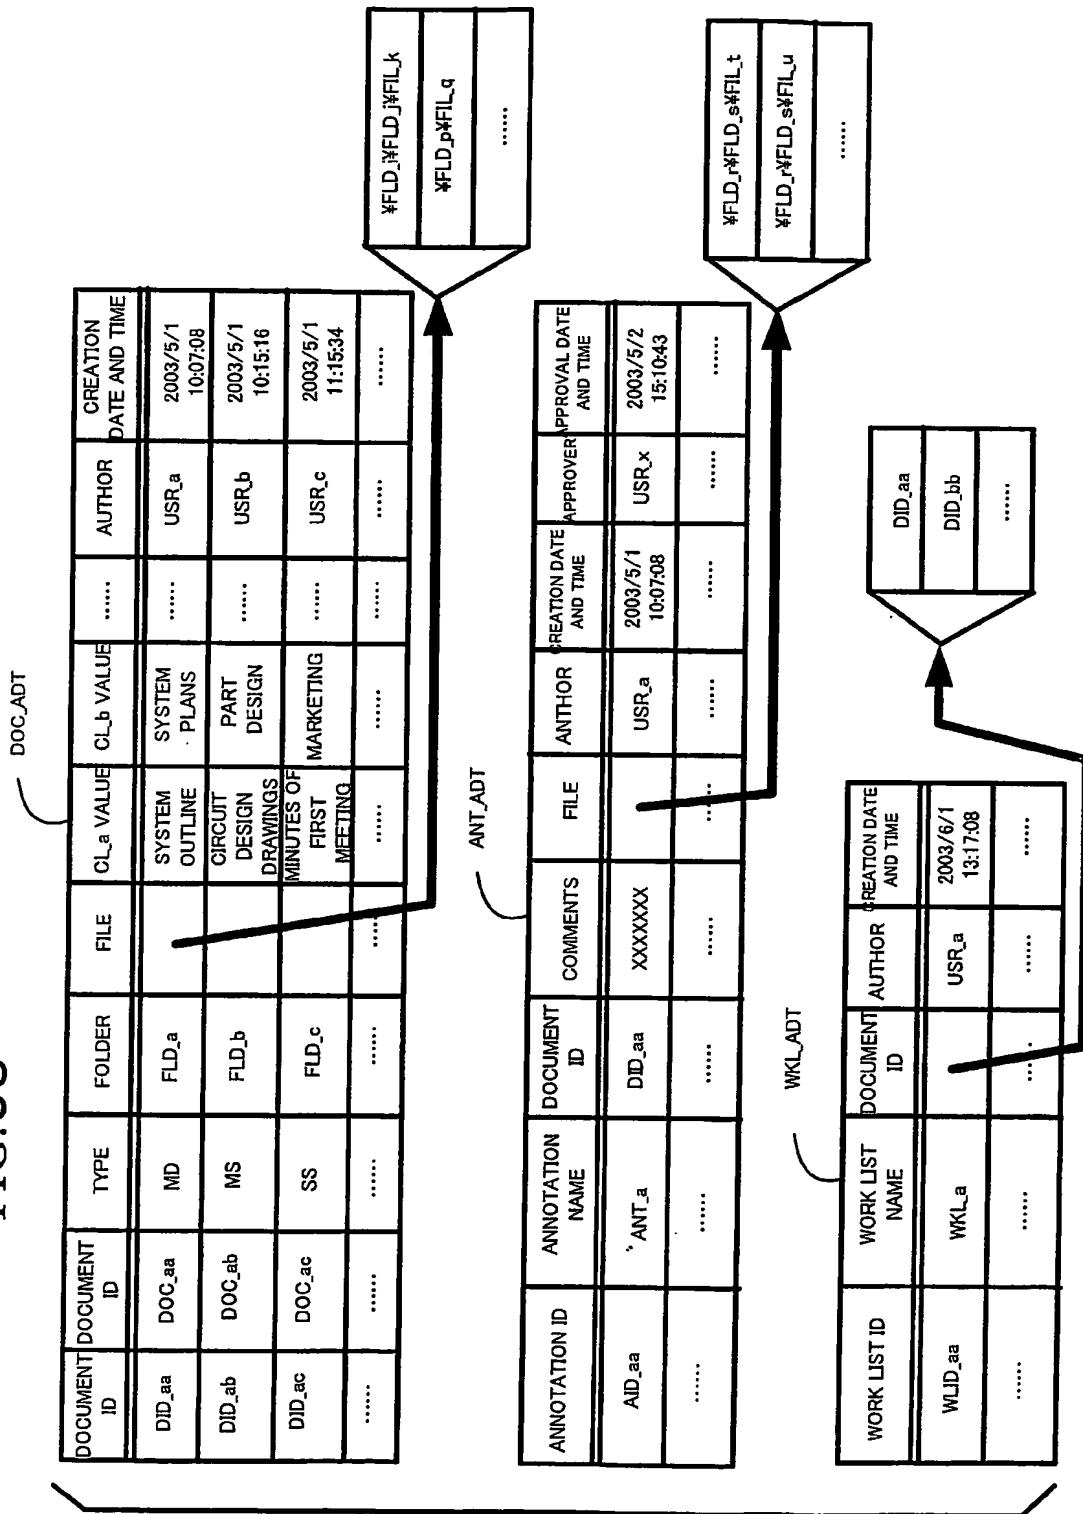 DOC_ADT
DOCUMENT
ID
DOCUMENT
ID
TYPE
FOLDER
FILE
CL_a VALUE
CL_b VALUE
......
AUTHOR
CREATION
DATE AND TIME
DID_aa
DOC_aa
MD
FLD_a
SYSTEM
OUTLINE
SYSTEM
PLANS
......
USR_a
2003/5/1
10:07:08
DID_ab
DOC_ab
MS
FLD_b
CIRCUIT
DESIGN
DRAWINGS
PART
DESIGN
......
USR_b
2003/5/1
10:15:16
DID_ac
DOC_ac
SS
FLD_c
MINUTES OF
FIRST
MEETING
MARKETING
......
USR_c
2003/5/1
11:15:34
......
......
......
......
......
......
......
......
......
......
¥FLD_i¥FLD_j¥FIL_k
¥FLD_p¥FIL_q
......
ANT_ADT
ANNOTATION ID
ANNOTATION
NAME
DOCUMENT
ID
COMMENTS
FILE
ANTHOR
CREATION DATE
AND TIME
APPROVER
APPROVAL DATE
AND TIME
AID_aa
ANT_a
DID_aa
XXXXXXX
USR_a
2003/5/1
10:07:08
USR_x
2003/5/2
15:10:43
......
......
......
......
......
......
......
......
......
¥FLD_r¥FLD_s¥FIL_t
¥FLD_r¥FLD_s¥FIL_u
......
WKL_ADT
WORK LIST ID
WORK LIST
NAME
DOCUMENT
ID
AUTHOR
CREATION DATE
AND TIME
WLID_aa
WKL_a
USR_a
2003/6/1
13:17:08
......
......
......
......
......
DID_aa
DID_bb
......